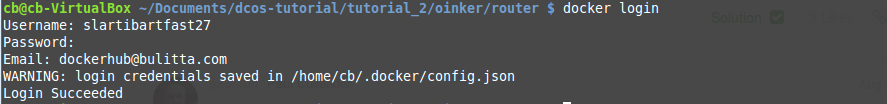 cb@cb-VirtualBox ~/Documents/dcos-tutorial/tutorial_2/oinker/router $ docker login
Username: slartibartfast27
Password:
Email: dockerhub@bulitta.com
WARNING: login credentials saved in /home/cb/.docker/config.json
Login Succeeded
Solution